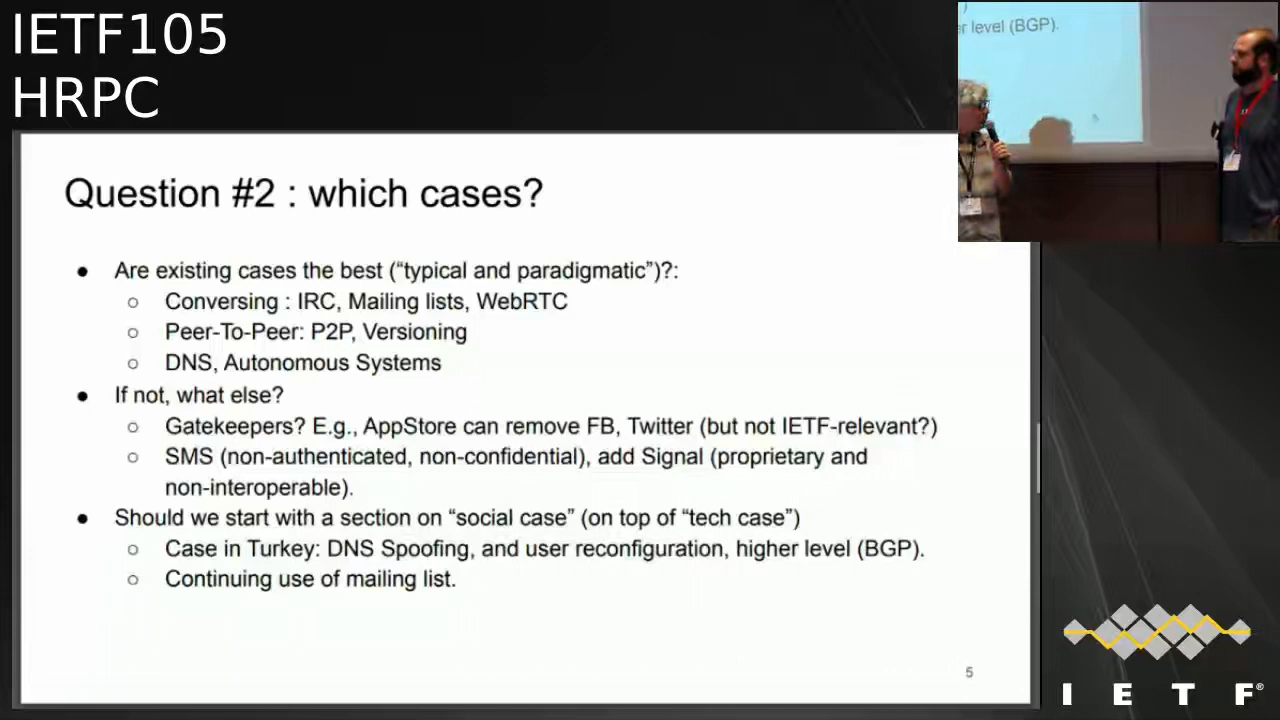 IETF105
HRPC
er level (BGP).
Question #2 : which cases?
● Are existing cases the best (“typical and paradigmatic”)?:
○ Conversing : IRC, Mailing lists, WebRTC
○ Peer-To-Peer: P2P, Versioning
○ DNS, Autonomous Systems
● If not, what else?
○ Gatekeepers? E.g., AppStore can remove FB, Twitter (but not IETF-relevant?)
○ SMS (non-authenticated, non-confidential), add Signal (proprietary and
non-interoperable).
● Should we start with a section on “social case” (on top of “tech case”)
○ Case in Turkey: DNS Spoofing, and user reconfiguration, higher level (BGP).
○ Continuing use of mailing list.
5
I E T F®